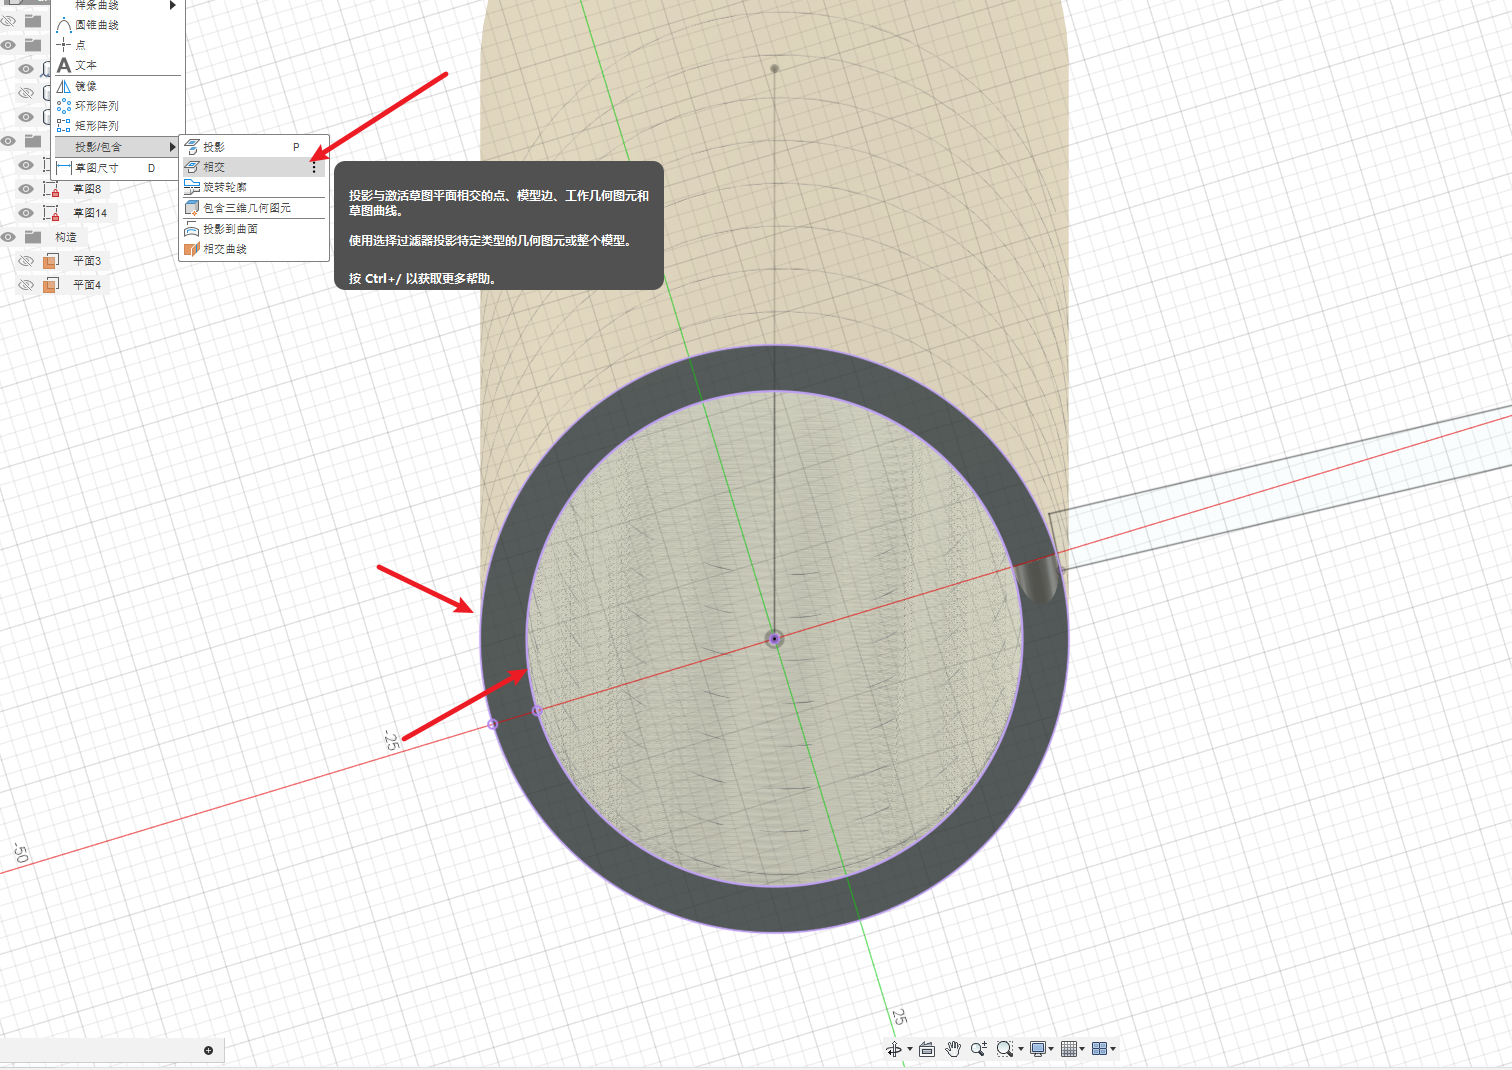 样条曲线
圆锥曲线
点
A 文本
镜像
环形阵列
矩形阵列
投影/包含
草图尺寸 D
投影 P
相交
旋转轮廓
包含三维几何图元
投影到曲面
相交曲线
投影与激活草图平面相交的点、模型边、工作几何图元和
草图曲线。
使用选择过滤器投影特定类型的几何图元或整个模型。
按 Ctrl+/ 以获取更多帮助。
草图8
草图14
构造
平面3
平面4
-25
-50
25